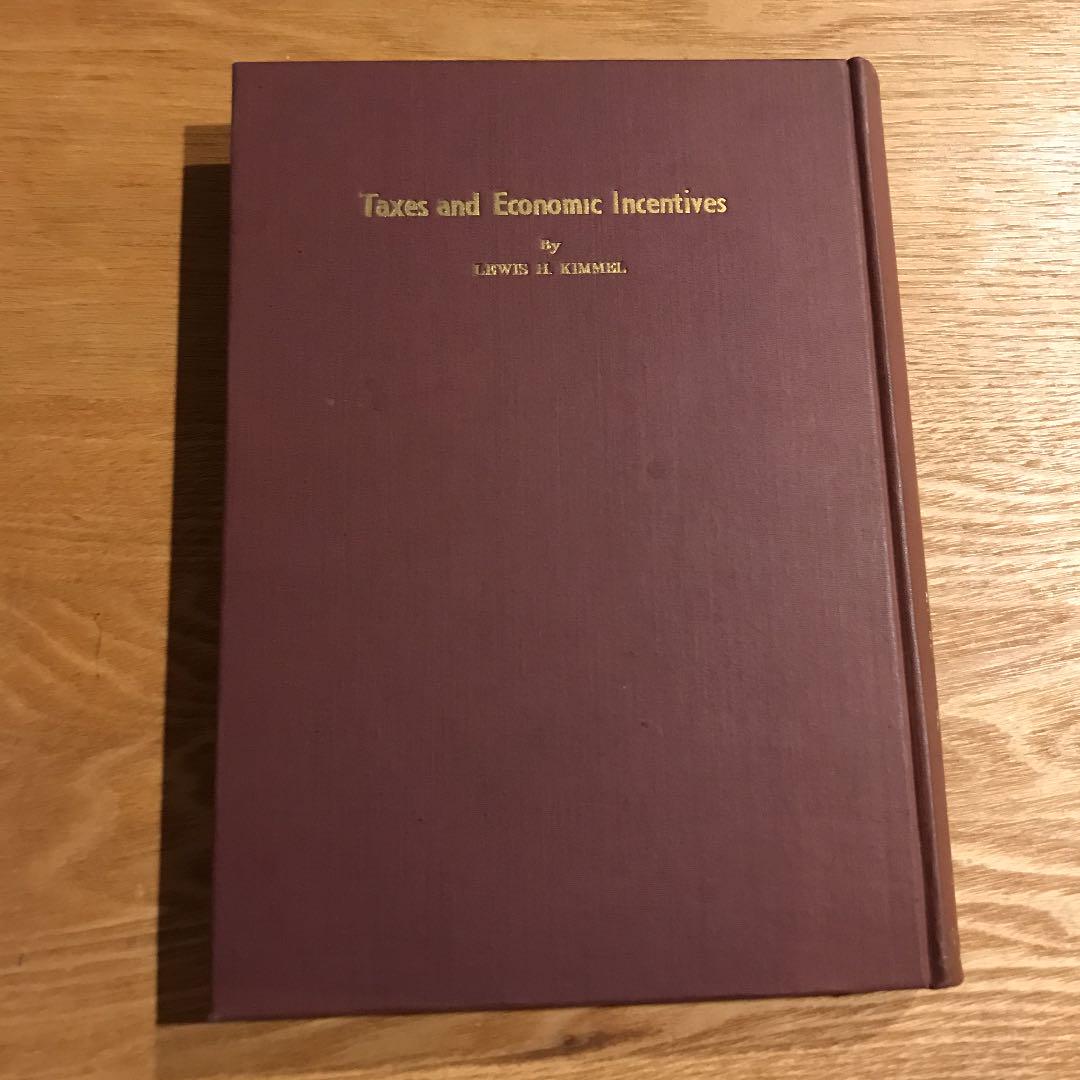 Taxes and Economic Incentives
By
LEWIS H. KIMMEL